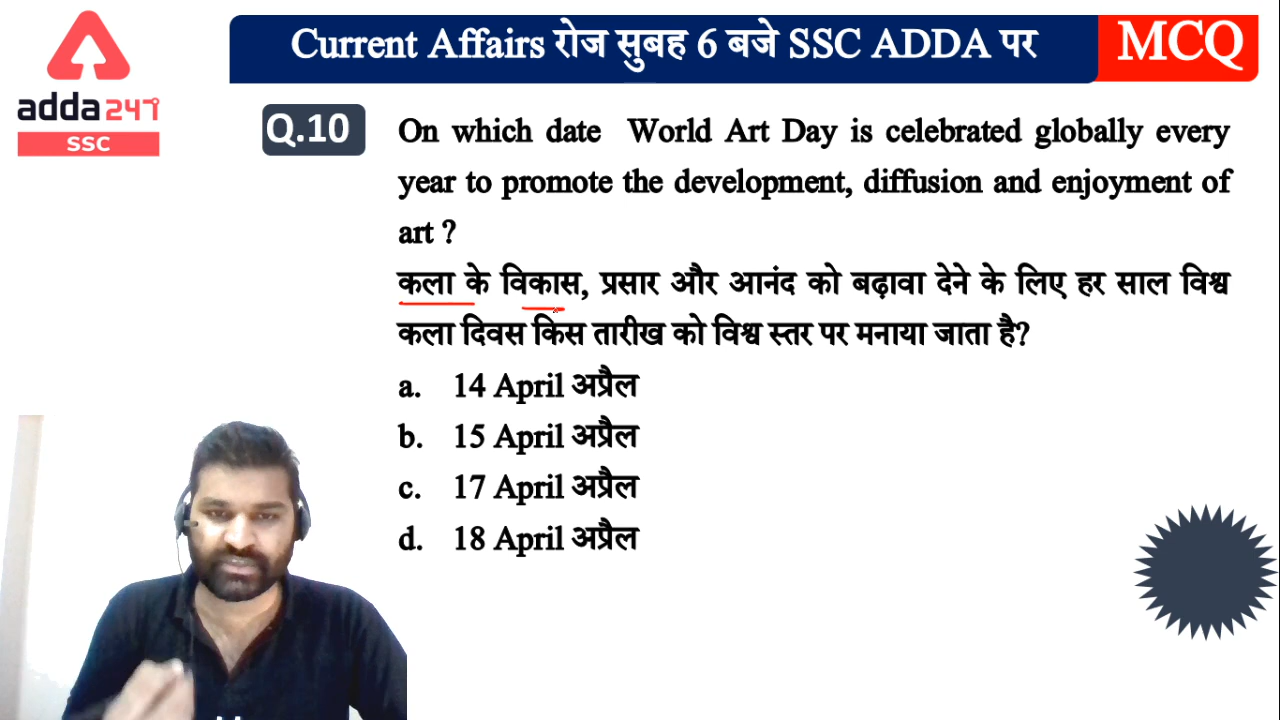 Current Affairs रोज सुबह 6 बजे SSC ADDA पर
MCQ
adda247
SSC
Q.10
On which date World Art Day is celebrated globally every
year to promote the development, diffusion and enjoyment of
art ?
कला के विकास, प्रसार और आनंद को बढ़ावा देने के लिए हर साल विश्व
कला दिवस किस तारीख को विश्व स्तर पर मनाया जाता है?
a. 14 April अप्रैल
b. 15 April अप्रैल
c. 17 April अप्रैल
d. 18 April अप्रैल